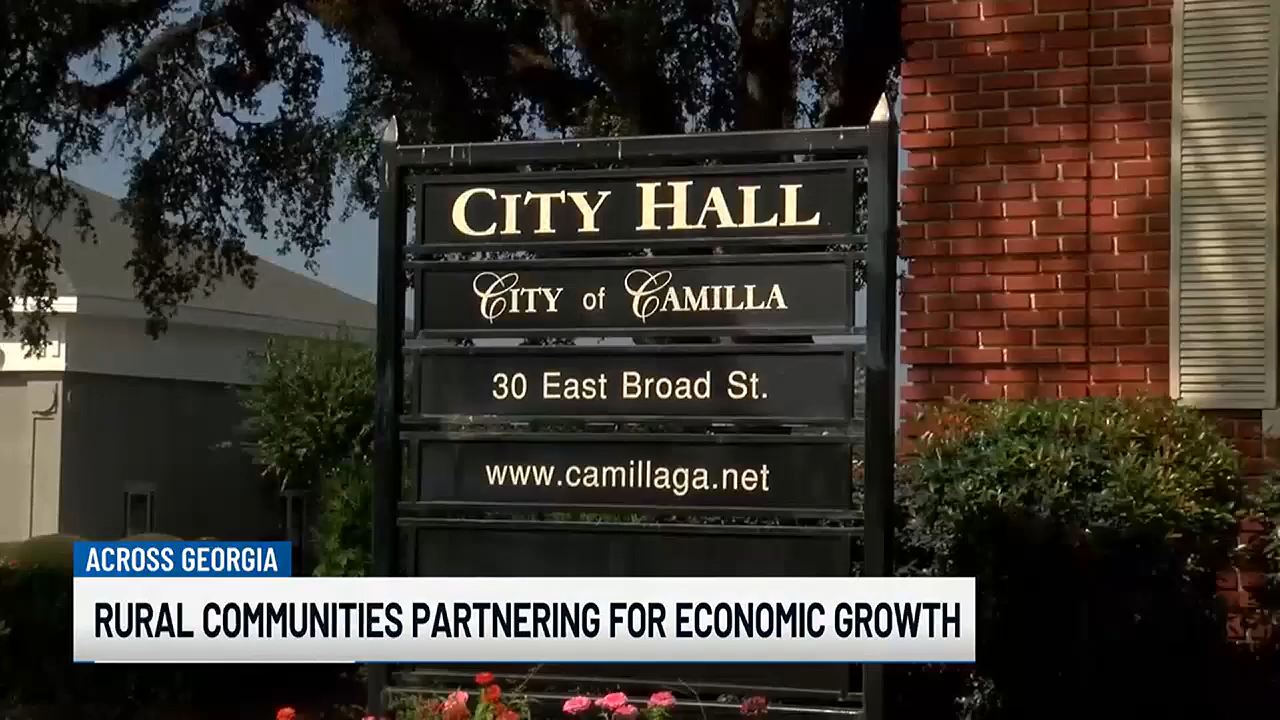 CITY HALL
CITY of CAMILLA
30 East Broad St.
www.camillaga.net
ACROSS GEORGIA
RURAL COMMUNITIES PARTNERING FOR ECONOMIC GROWTH